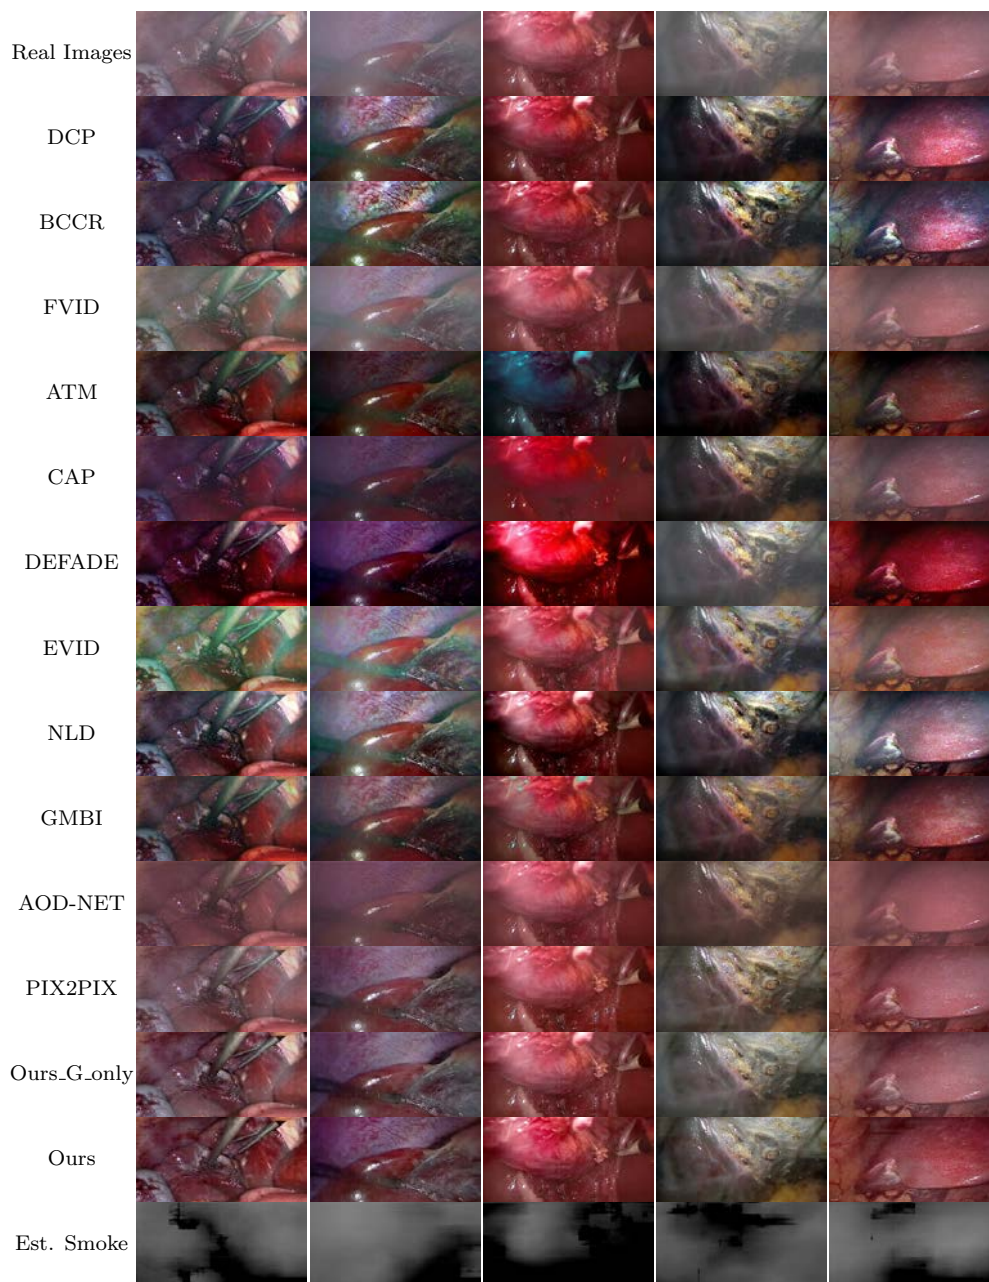 Real Images
DCP
BCCR
FVID
ATM
CAP
DEFADE
EVID
NLD
GMBI
AOD-NET
PIX2PIX
Ours_G_only
Ours
Est. Smoke